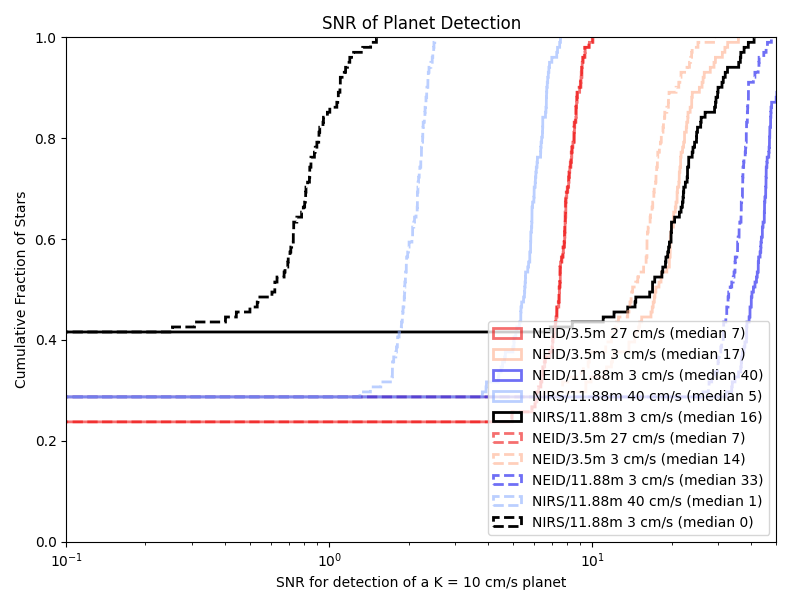 SNR of Planet Detection
Cumulative Fraction of Stars
1.0
0.8
0.6
0.4
0.2
0.0
NEID/3.5m 27 cm/s (median 7)
NEID/3.5m 3 cm/s (median 17)
NEID/11.88m 3 cm/s (median 40)
NIRS/11.88m 40 cm/s (median 5)
NIRS/11.88m 3 cm/s (median 16)
NEID/3.5m 27 cm/s (median 7)
NEID/3.5m 3 cm/s (median 14)
NEID/11.88m 3 cm/s (median 33)
NIRS/11.88m 40 cm/s (median 1)
NIRS/11.88m 3 cm/s (median 0)
10⁻¹ 10⁰ 10¹
SNR for detection of a K = 10 cm/s planet